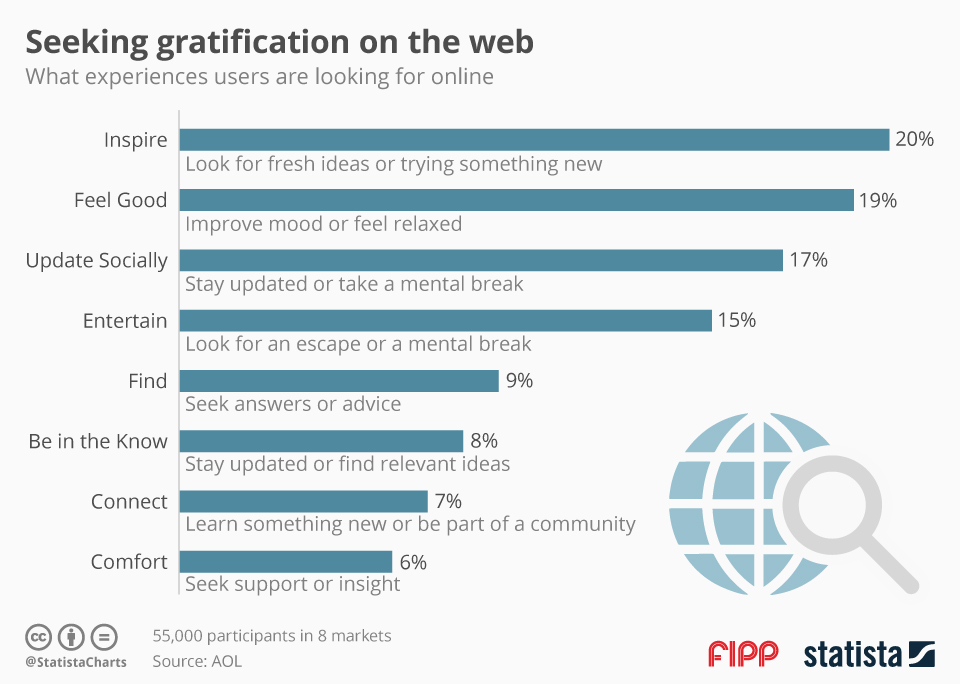 Seeking gratification on the web
What experiences users are looking for online
Inspire 20%
Look for fresh ideas or trying something new
Feel Good 19%
Improve mood or feel relaxed
Update Socially 17%
Stay updated or take a mental break
Entertain 15%
Look for an escape or a mental break
Find 9%
Seek answers or advice
Be in the Know 8%
Stay updated or find relevant ideas
Connect 7%
Learn something new or be part of a community
Comfort 6%
Seek support or insight
cc
@StatistaCharts
55,000 participants in 8 markets
Source: AOL
FIPP
statista